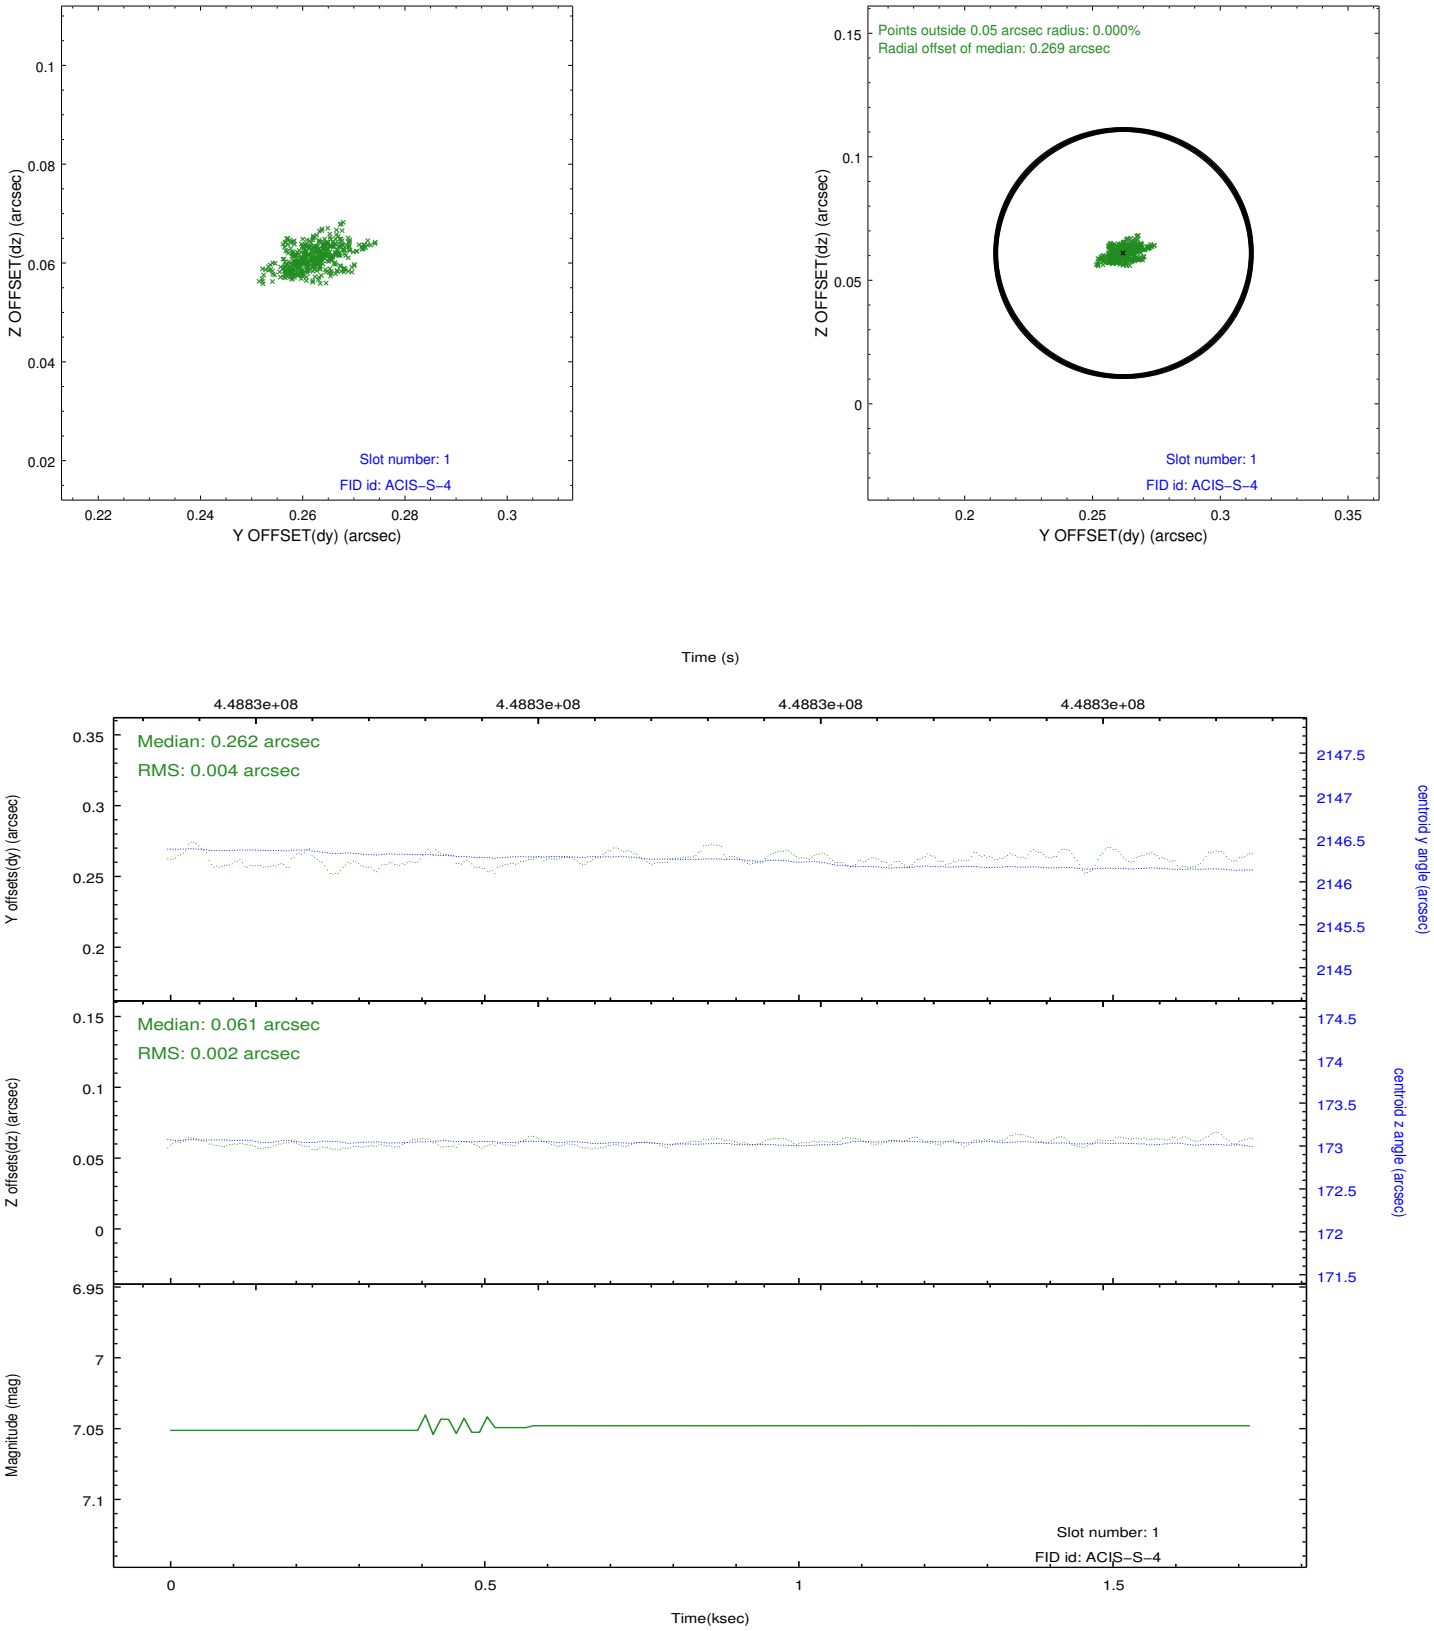 0.1
0.08
0.06
0.04
0.02
Z OFFSET(dz) (arcsec)
Slot number: 1
FID id: ACIS−S−4
0.22 0.24 0.26 0.28 0.3
Y OFFSET(dy) (arcsec)
Points outside 0.05 arcsec radius: 0.000%
Radial offset of median: 0.269 arcsec
0.15
0.1
0.05
0
Z OFFSET(dz) (arcsec)
Slot number: 1
FID id: ACIS−S−4
0.2 0.25 0.3 0.35
Y OFFSET(dy) (arcsec)
Time (s)
4.4883e+08 4.4883e+08 4.4883e+08 4.4883e+08
Median: 0.262 arcsec
RMS: 0.004 arcsec
0.35
0.3
0.25
0.2
Y offsets(dy) (arcsec)
2147.5
2147
2146.5
2146
2145.5
2145
centroid y angle (arcsec)
Median: 0.061 arcsec
RMS: 0.002 arcsec
0.15
0.1
0.05
0
Z offsets(dz) (arcsec)
174.5
174
173.5
173
172.5
172
171.5
centroid z angle (arcsec)
6.95
7
7.05
7.1
Magnitude (mag)
Slot number: 1
FID id: ACIS−S−4
0 0.5 1 1.5
Time(ksec)